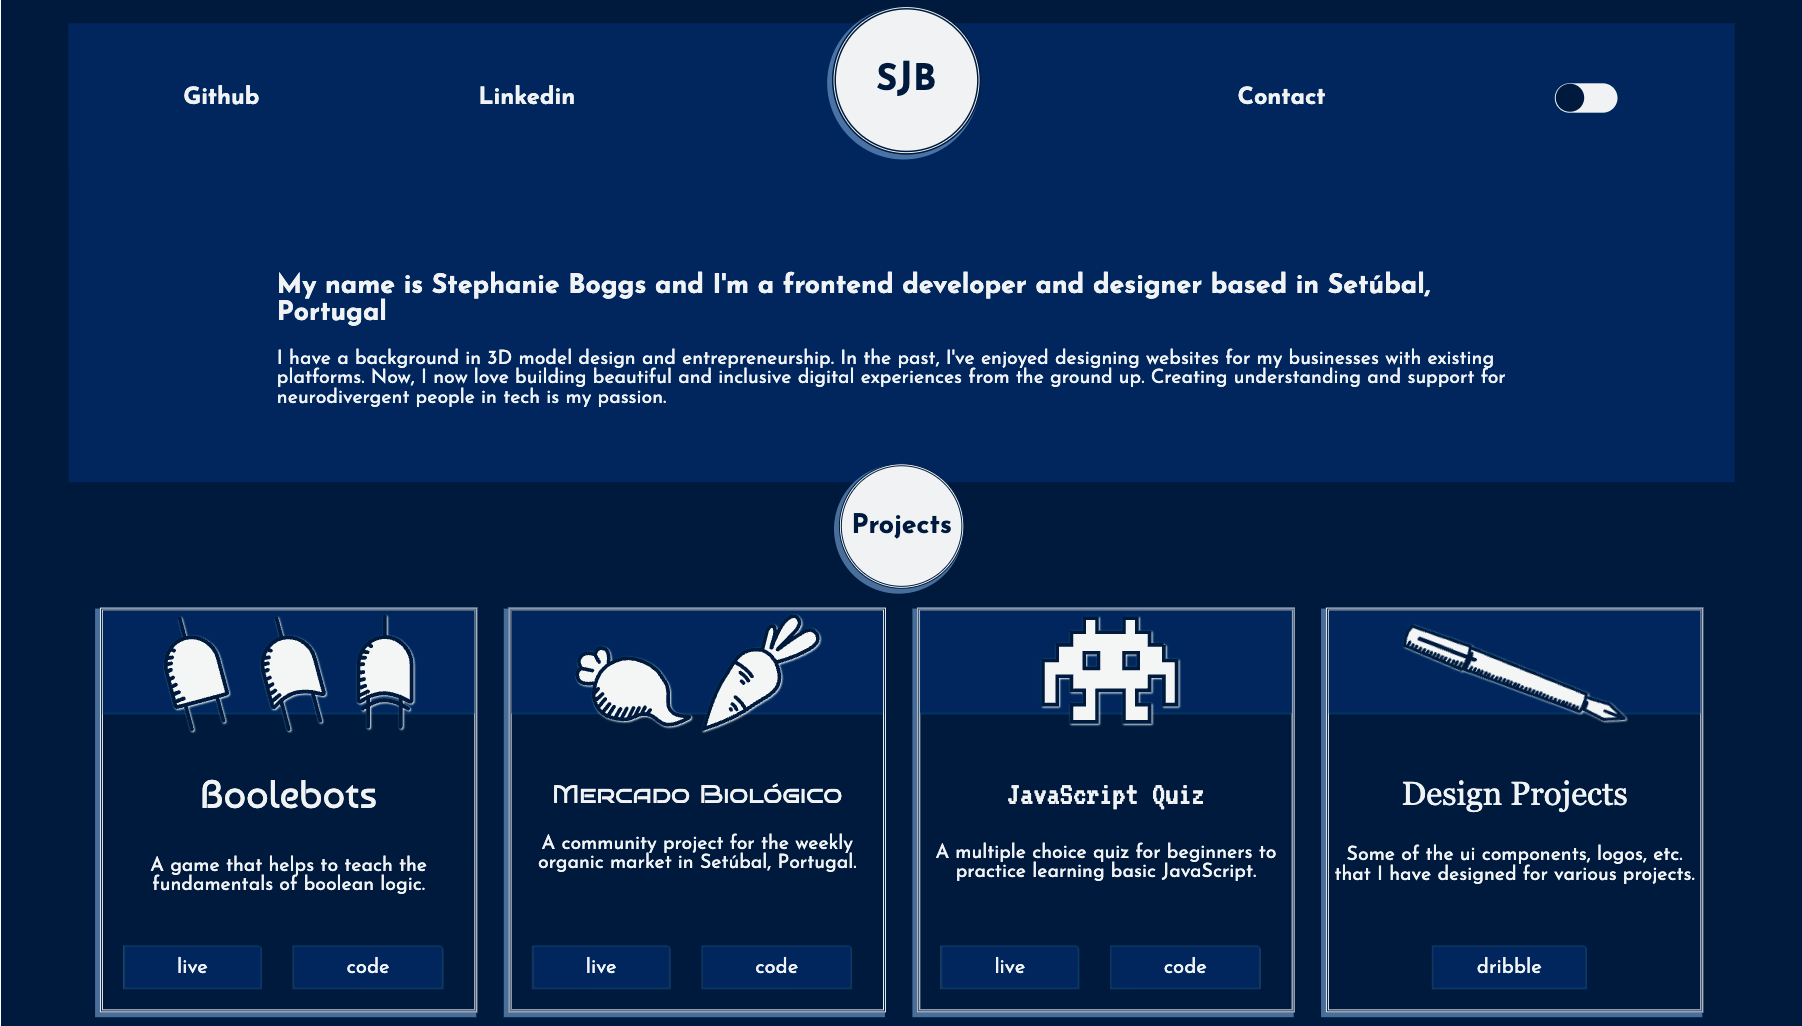 Github
Linkedin
SJB
Contact
My name is Stephanie Boggs and I'm a frontend developer and designer based in Setúbal,
Portugal
I have a background in 3D model design and entrepreneurship. In the past, I've enjoyed designing websites for my businesses with existing
platforms. Now, I now love building beautiful and inclusive digital experiences from the ground up. Creating understanding and support for
neurodivergent people in tech is my passion.
Projects
Boolebots
A game that helps to teach the
fundamentals of boolean logic.
live
code
Mercado Biológico
A community project for the weekly
organic market in Setúbal, Portugal.
live
code
JavaScript Quiz
A multiple choice quiz for beginners to
practice learning basic JavaScript.
live
code
Design Projects
Some of the ui components, logos, etc.
that I have designed for various projects.
dribble